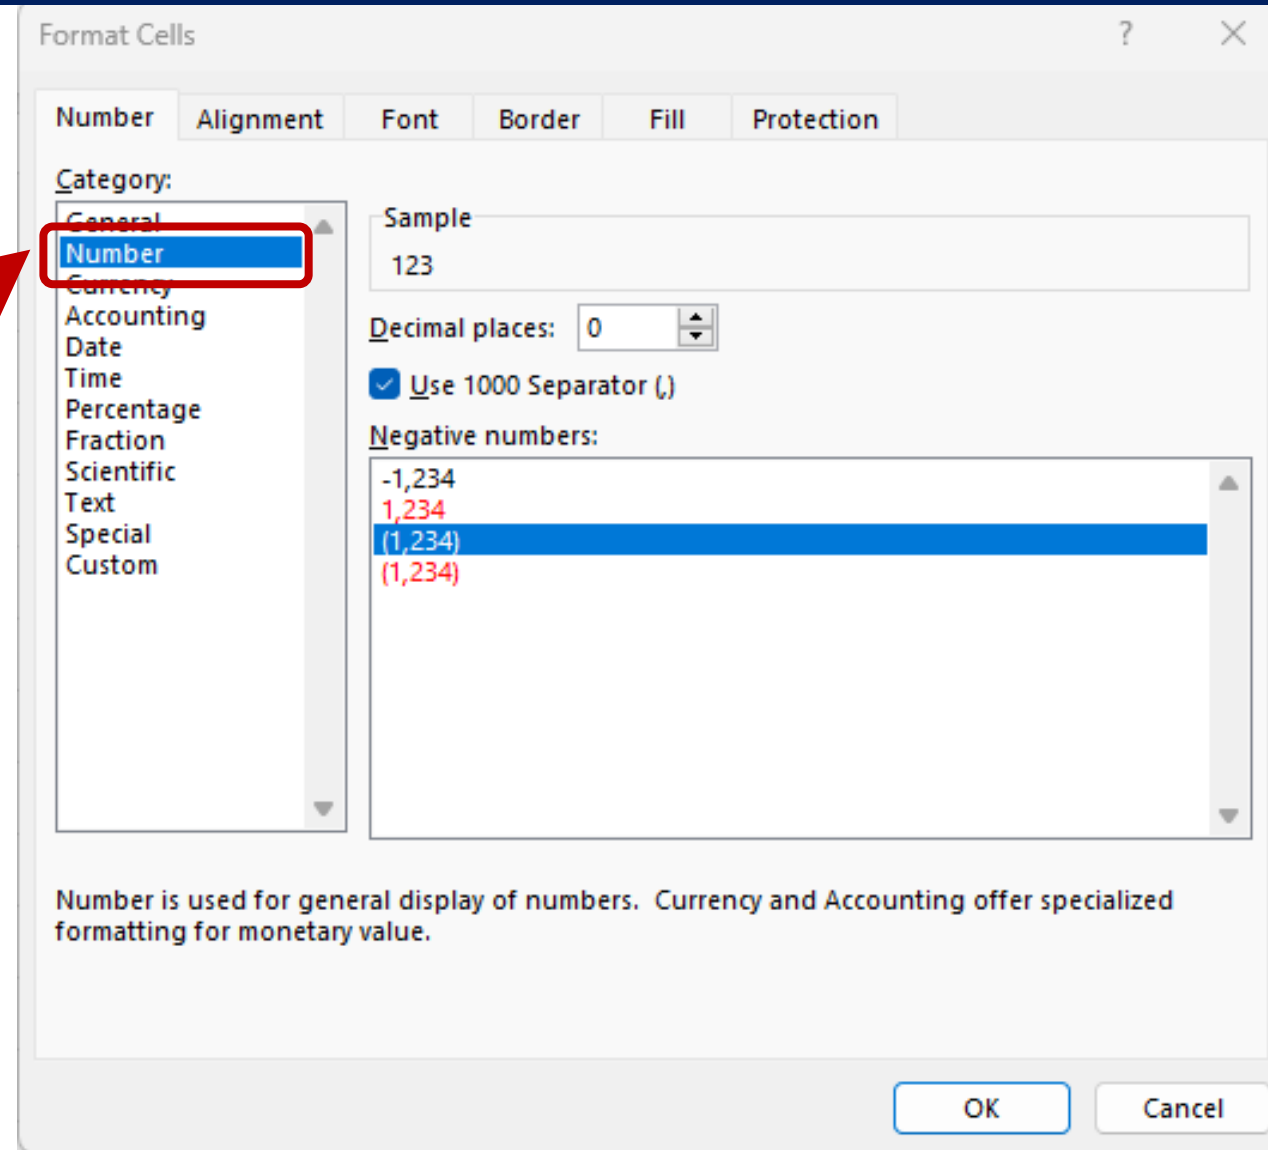 Format Cells
?
Number Alignment Font Border Fill Protection
Category:
General
Number
Currency
Accounting
Date
Time
Percentage
Fraction
Scientific
Text
Special
Custom
Sample
123
Decimal places: 0
Use 1000 Separator (,)
Negative numbers:
-1,234
1,234
(1,234)
(1,234)
Number is used for general display of numbers.  Currency and Accounting offer specialized
formatting for monetary value.
OK Cancel